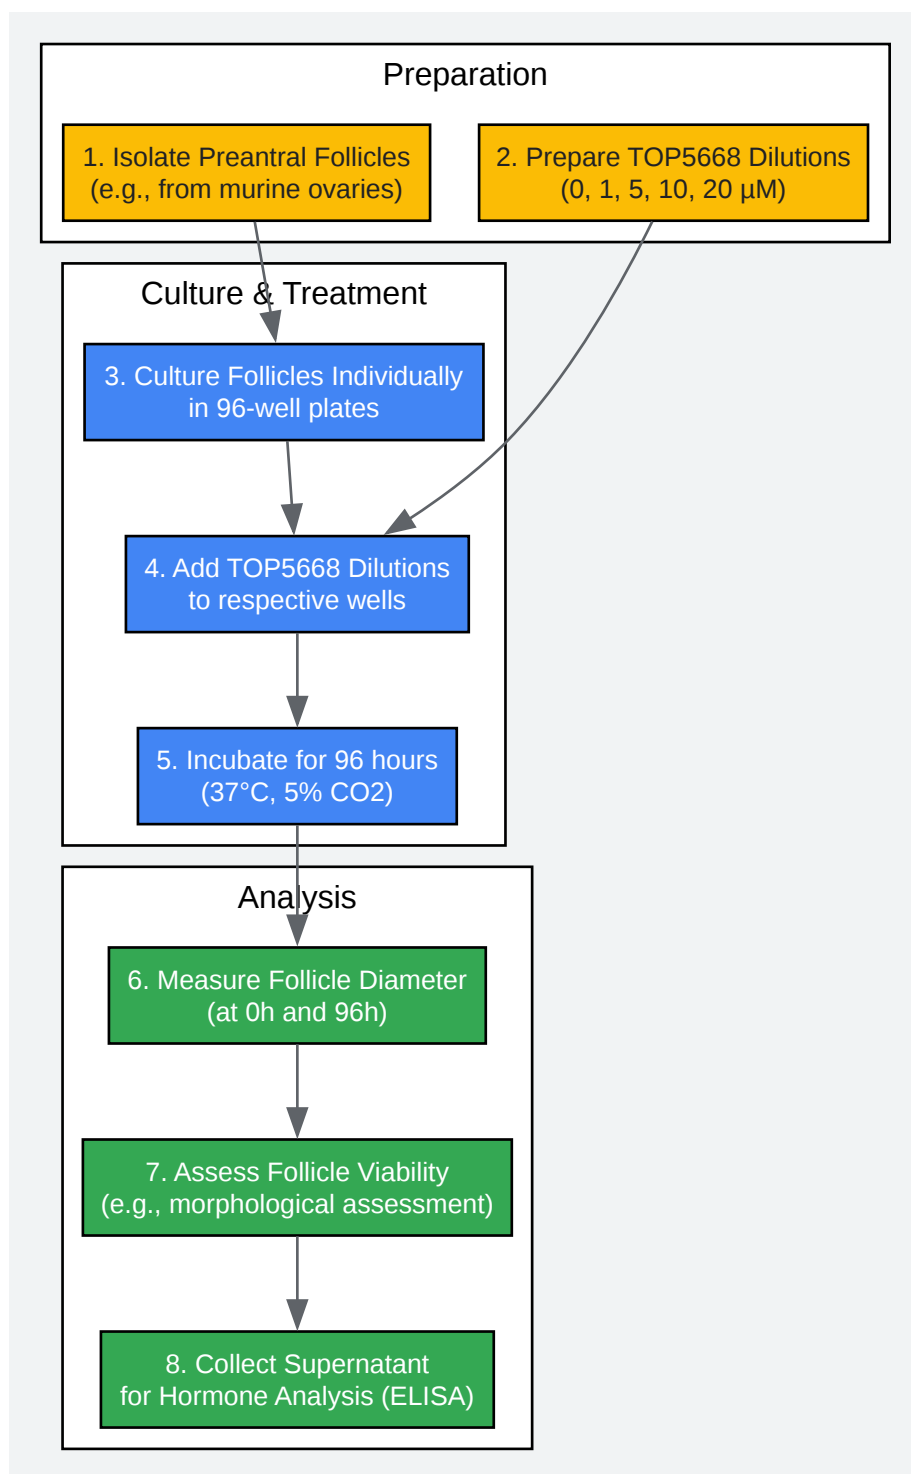 Preparation
1. Isolate Preantral Follicles
(e.g., from murine ovaries)
2. Prepare TOP5668 Dilutions
(0, 1, 5, 10, 20 µM)
Culture & Treatment
3. Culture Follicles Individually
in 96-well plates
4. Add TOP5668 Dilutions
to respective wells
5. Incubate for 96 hours
(37°C, 5% CO2)
Analysis
6. Measure Follicle Diameter
(at 0h and 96h)
7. Assess Follicle Viability
(e.g., morphological assessment)
8. Collect Supernatant
for Hormone Analysis (ELISA)